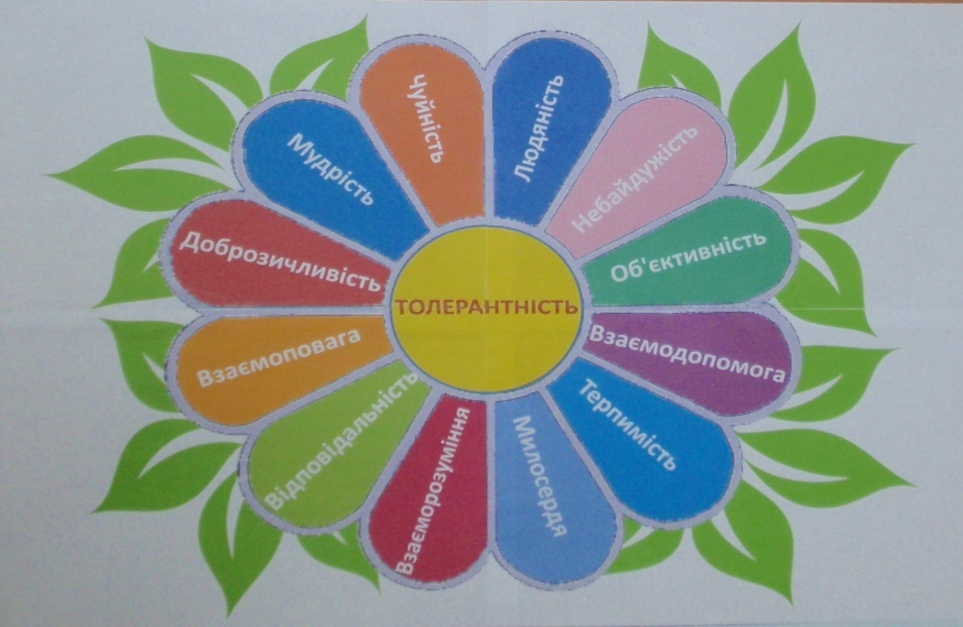 ТОЛЕРАНТНІСТЬ
Людяність
Небайдужість
Об'єктивність
Взаємодопомога
Терпимість
Милосердя
Взаєморозуміння
Відповідальність
Взаємоповага
Доброзичливість
Мудрість
Чуйність